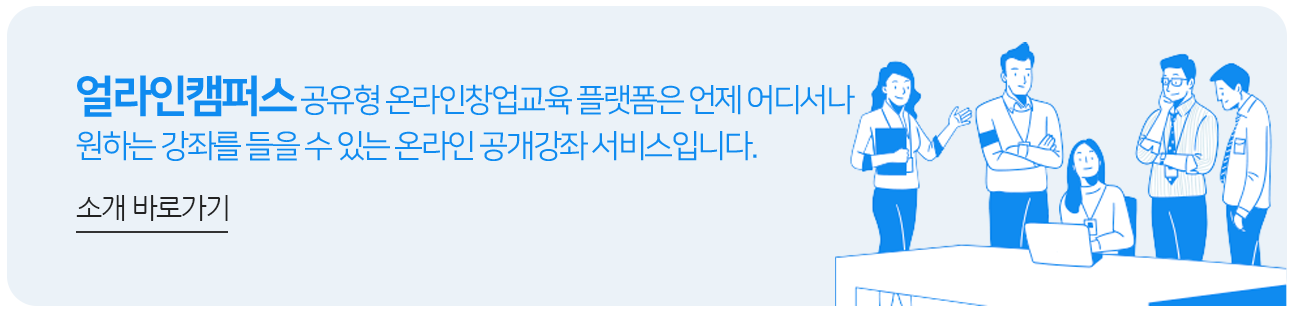 얼라인캠퍼스 공유형 온라인창업교육 플랫폼은 언제 어디서나
원하는 강좌를 들을 수 있는 온라인 공개강좌 서비스입니다.
소개 바로가기